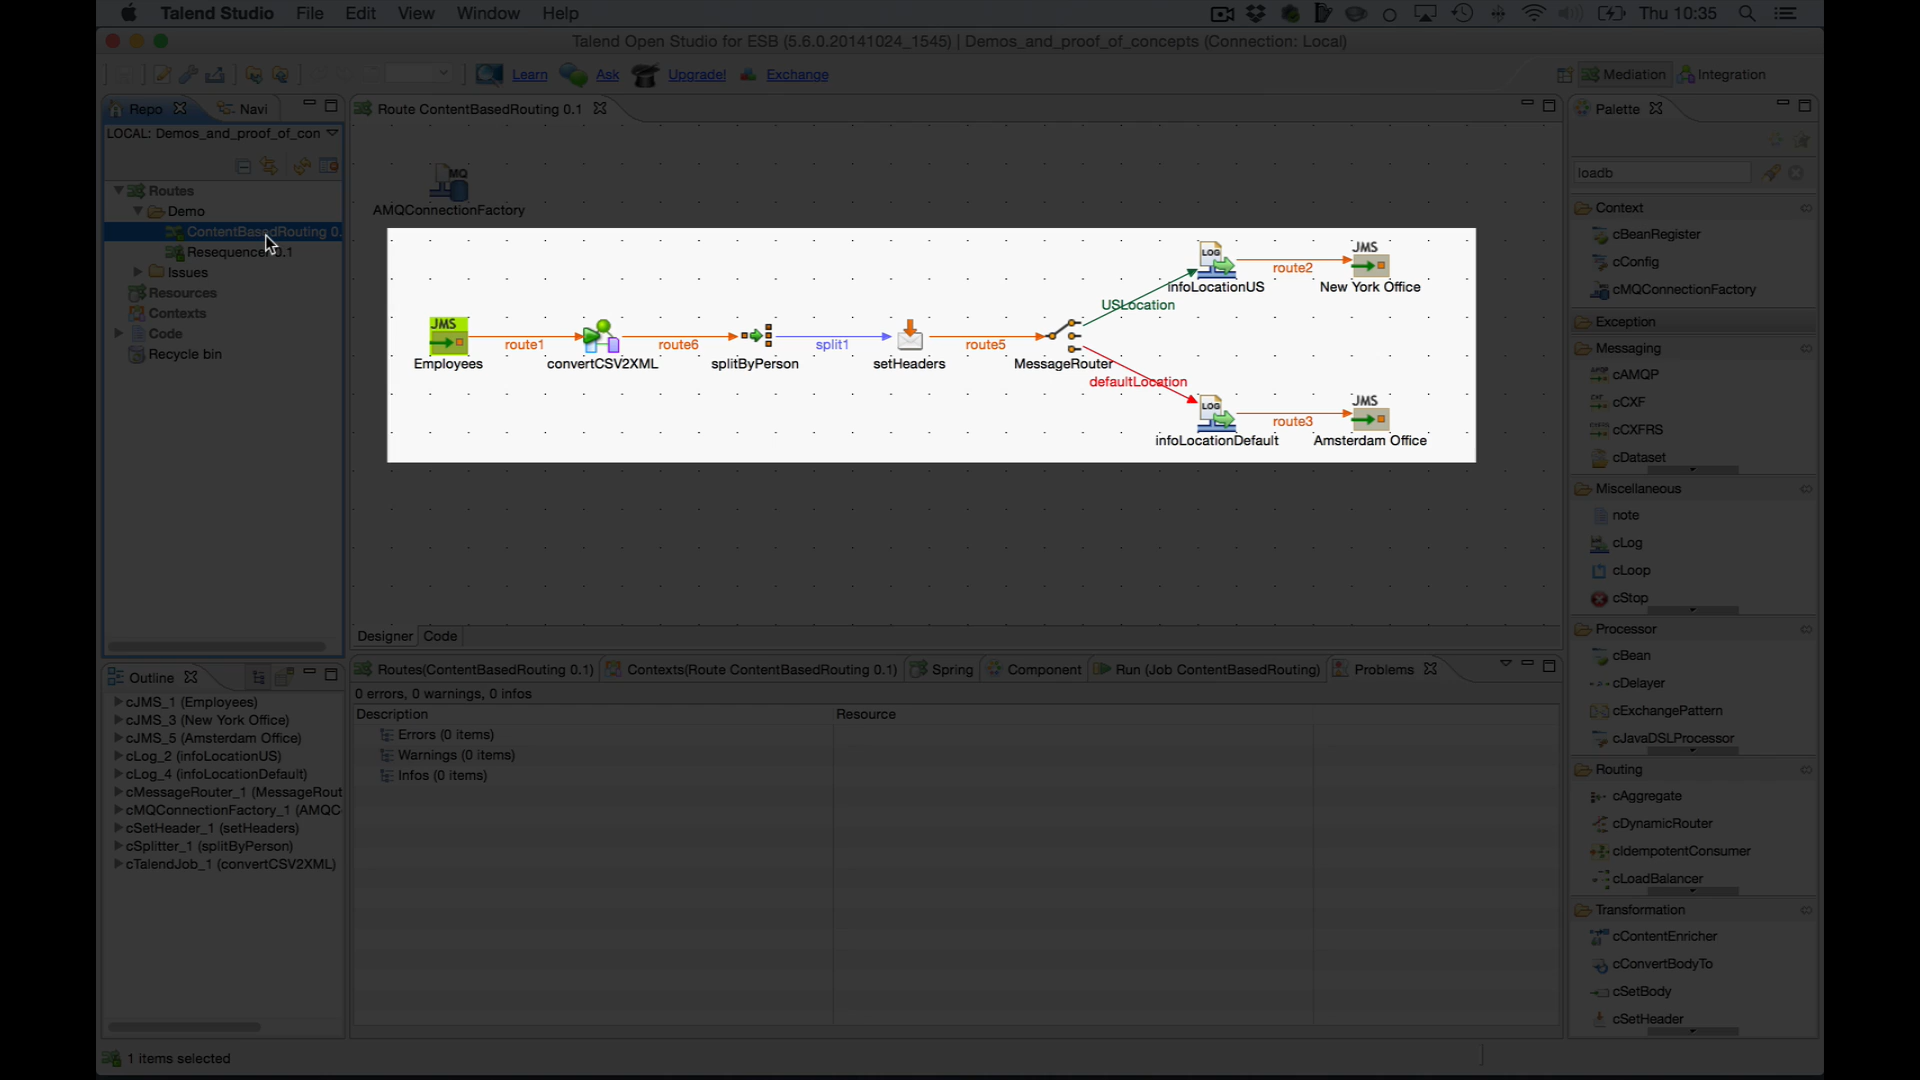 Talend Studio File Edit View Window Help Thu 10:35
Talend Open Studio for ESB (5.6.0.20141024_1545) | Demos_and_proof_of_concepts (Connection: Local)
Learn Ask Upgrade! Exchange Mediation Integration
Repo Navi
LOCAL: Demos_and_proof_of_con
Routes
Demo
ContentBasedRouting 0.
Resequencer 0.1
Issues
Resources
Contexts
Code
Recycle bin
Route ContentBasedRouting 0.1
MQ
AMQConnectionFactory
JMS
Employees
route1
convertCSV2XML
route6
splitByPerson
split1
setHeaders
route5
MessageRouter
USLocation
LOG
infoLocationUS
route2
JMS
New York Office
defaultLocation
LOG
infoLocationDefault
route3
JMS
Amsterdam Office
Designer Code
Palette
loadb
Context
cBeanRegister
cConfig
cMQConnectionFactory
Exception
Messaging
cAMQP
cCXF
cCXFRS
cDataset
Miscellaneous
note
cLog
cLoop
cStop
Processor
cBean
cDelayer
cExchangePattern
cJavaDSLProcessor
Routing
cAggregate
cDynamicRouter
cIdempotentConsumer
cLoadBalancer
Transformation
cContentEnricher
cConvertBodyTo
cSetBody
cSetHeader
Outline
cJMS_1 (Employees)
cJMS_3 (New York Office)
cJMS_5 (Amsterdam Office)
cLog_2 (infoLocationUS)
cLog_4 (infoLocationDefault)
cMessageRouter_1 (MessageRout
cMQConnectionFactory_1 (AMQC
cSetHeader_1 (setHeaders)
cSplitter_1 (splitByPerson)
cTalendJob_1 (convertCSV2XML)
Routes(ContentBasedRouting 0.1) Contexts(Route ContentBasedRouting 0.1) Spring Component Run (Job ContentBasedRouting) Problems
0 errors, 0 warnings, 0 infos
Description Resource
Errors (0 items)
Warnings (0 items)
Infos (0 items)
1 items selected